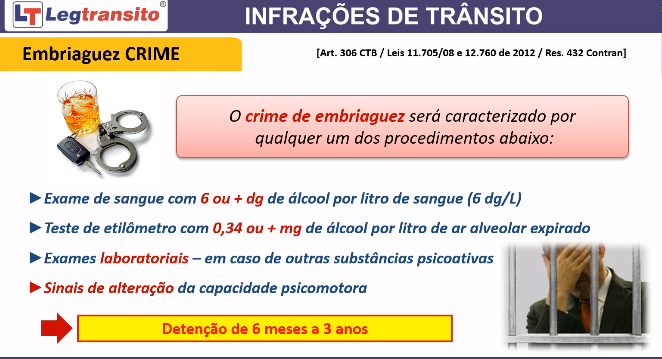 LT Legtransito®
INFRAÇÕES DE TRÂNSITO
Embriaguez CRIME
[Art. 306 CTB / Leis 11.705/08 e 12.760 de 2012 / Res. 432 Contran]
O crime de embriaguez será caracterizado por
qualquer um dos procedimentos abaixo:
►Exame de sangue com 6 ou + dg de álcool por litro de sangue (6 dg/L)
►Teste de etilômetro com 0,34 ou + mg de álcool por litro de ar alveolar expirado
►Exames laboratoriais – em caso de outras substâncias psicoativas
►Sinais de alteração da capacidade psicomotora
Detenção de 6 meses a 3 anos